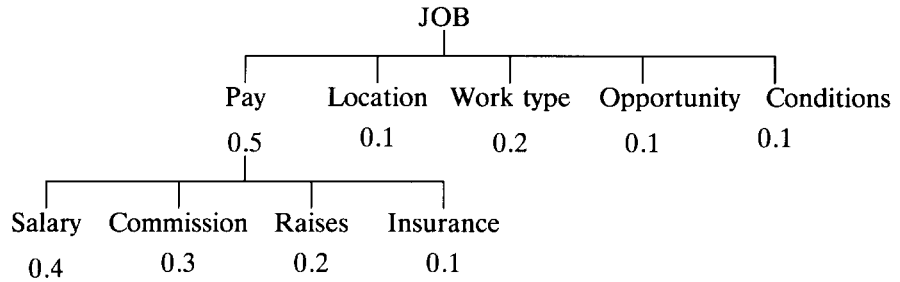 JOB
Pay Location Work type Opportunity Conditions
0.5 0.1 0.2 0.1 0.1
Salary Commission Raises Insurance
0.4 0.3 0.2 0.1